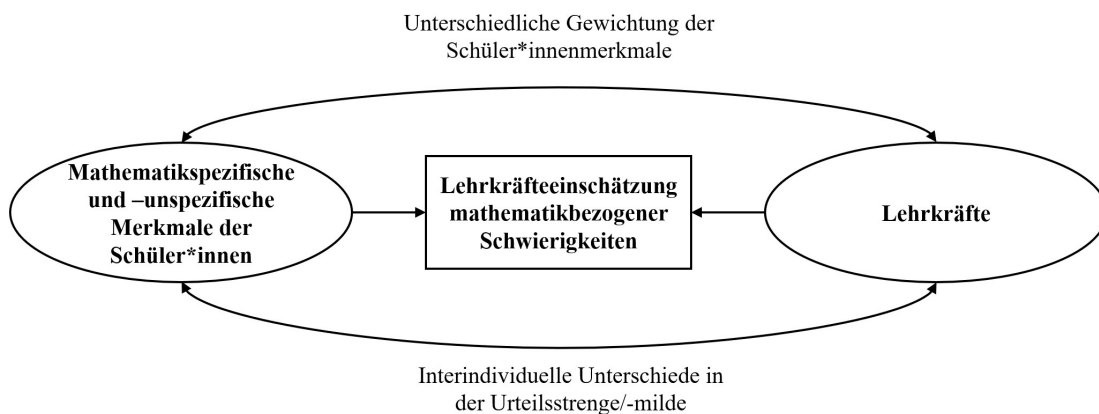 Unterschiedliche Gewichtung der
Schüler*innenmerkmale
Mathematikspezifische
und –unspezifische
Merkmale der
Schüler*innen
Lehrkräfteeinschätzung
mathematikbezogener
Schwierigkeiten
Lehrkräfte
Interindividuelle Unterschiede in
der Urteilsstrenge/-milde